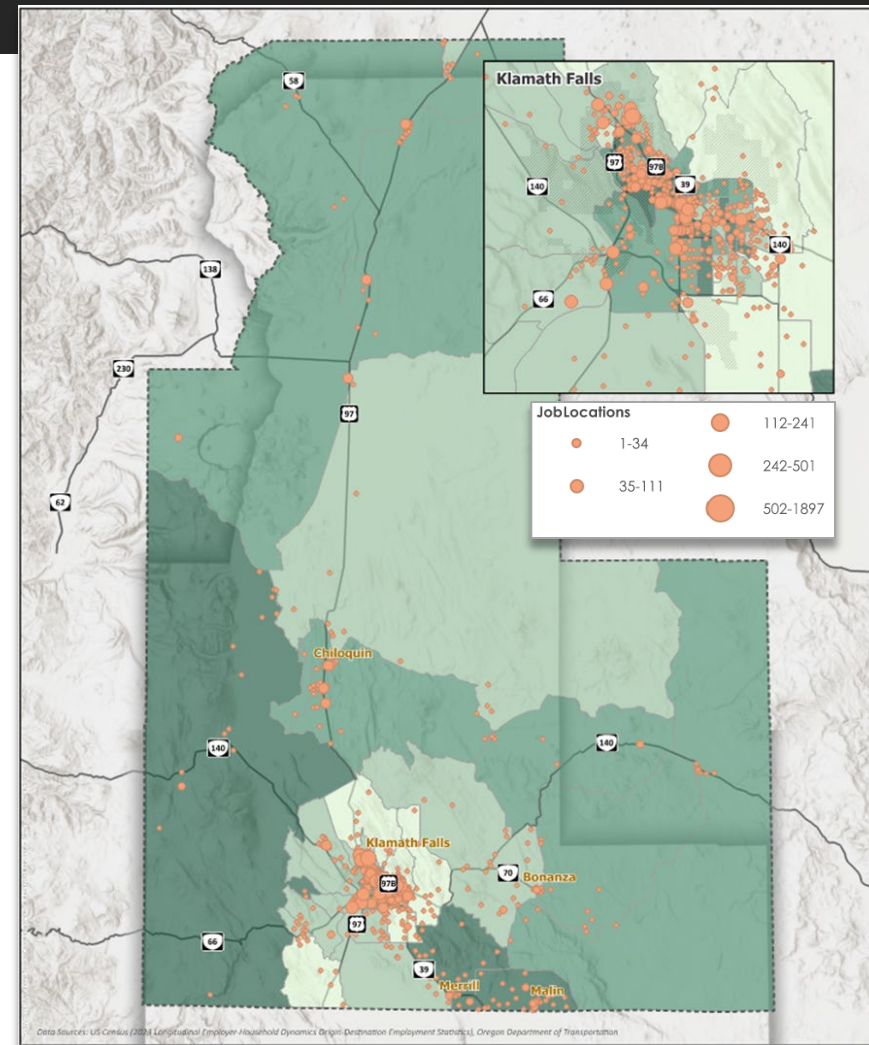 58
Klamath Falls
97
97B
140
39
140
66
138
230
97
62
JobLocations
1-34
35-111
112-241
242-501
502-1897
Chiloquin
140
140
Klamath Falls
97B
70
Bonanza
97
66
39
Merrill
Malin
Data Sources: US Census (2023 Longitudinal Employer-Household Dynamics Origin-Destination Employment Statistics), Oregon Department of Transportation